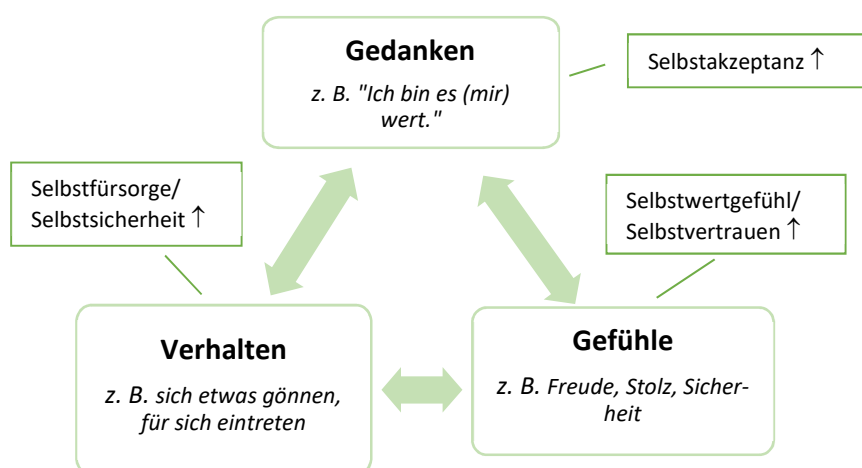 Gedanken
z. B. "Ich bin es (mir)
wert."
Selbstakzeptanz ↑
Selbstfürsorge/
Selbstsicherheit ↑
Selbstwertgefühl/
Selbstvertrauen ↑
Verhalten
z. B. sich etwas gönnen,
für sich eintreten
Gefühle
z. B. Freude, Stolz, Sicher-
heit